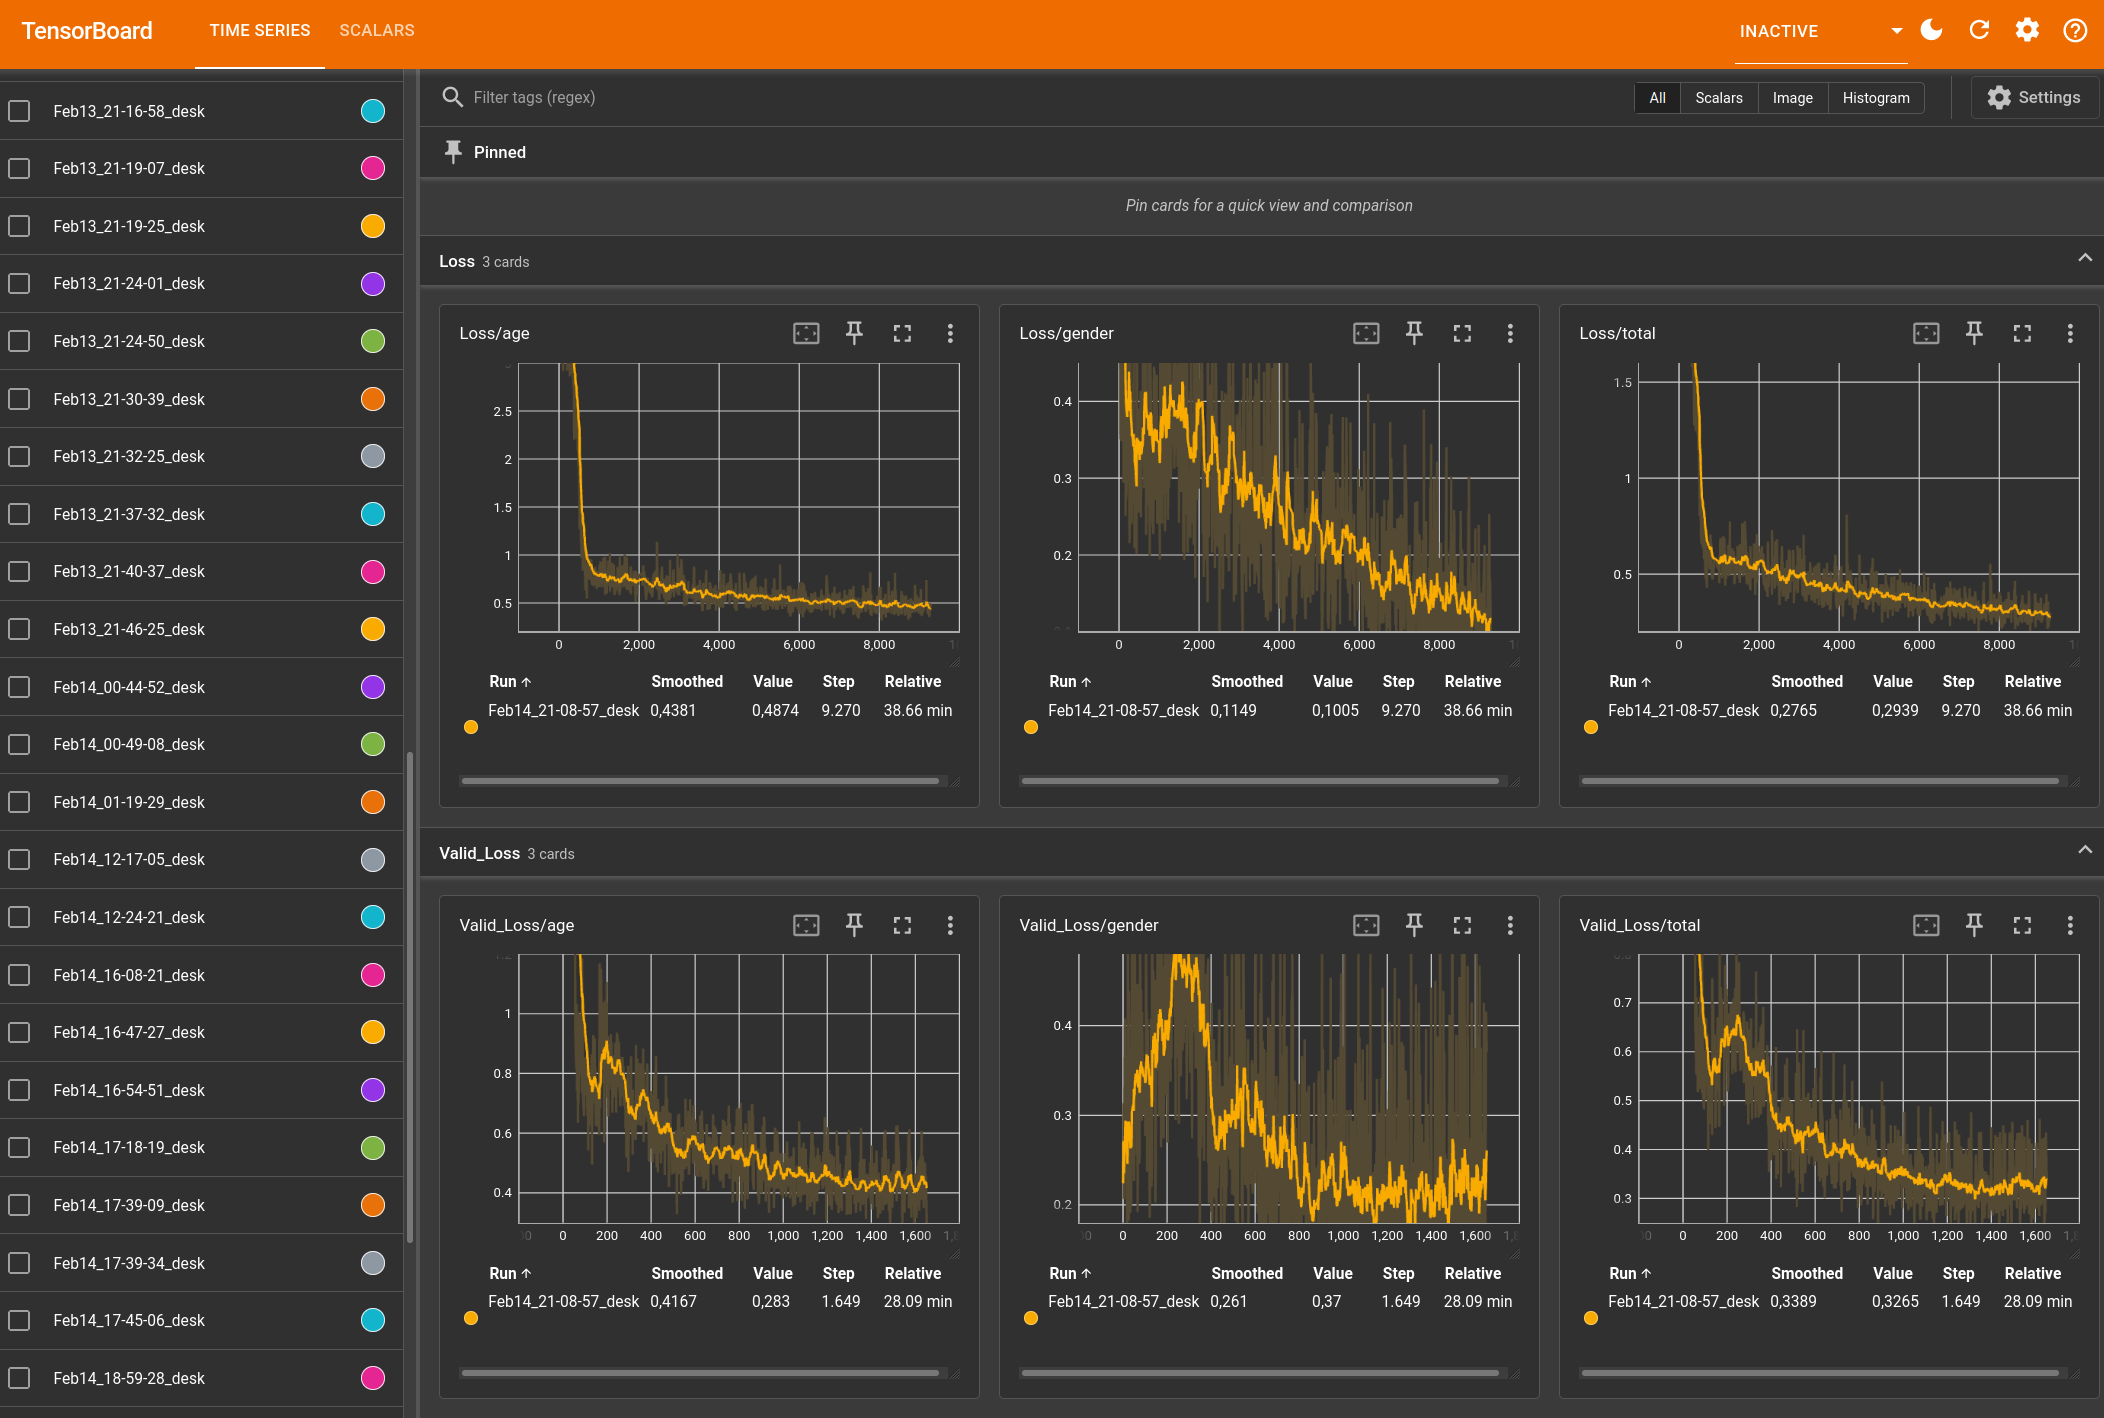 TensorBoard TIME SERIES SCALARS INACTIVE
Feb13_21-16-58_desk
Feb13_21-19-07_desk
Feb13_21-19-25_desk
Feb13_21-24-01_desk
Feb13_21-24-50_desk
Feb13_21-30-39_desk
Feb13_21-32-25_desk
Feb13_21-37-32_desk
Feb13_21-40-37_desk
Feb13_21-46-25_desk
Feb14_00-44-52_desk
Feb14_00-49-08_desk
Feb14_01-19-29_desk
Feb14_12-17-05_desk
Feb14_12-24-21_desk
Feb14_16-08-21_desk
Feb14_16-47-27_desk
Feb14_16-54-51_desk
Feb14_17-18-19_desk
Feb14_17-39-09_desk
Feb14_17-39-34_desk
Feb14_17-45-06_desk
Feb14_18-59-28_desk
Filter tags (regex) All Scalars Image Histogram Settings
Pinned
Pin cards for a quick view and comparison
Loss 3 cards
Loss/age
2.5
2
1.5
1
0.5
0 2,000 4,000 6,000 8,000
Run ↑ Smoothed Value Step Relative
Feb14_21-08-57_desk 0,4381 0,4874 9.270 38.66 min
Loss/gender
0.4
0.3
0.2
0 2,000 4,000 6,000 8,000
Run ↑ Smoothed Value Step Relative
Feb14_21-08-57_desk 0,1149 0,1005 9.270 38.66 min
Loss/total
1.5
1
0.5
0 2,000 4,000 6,000 8,000
Run ↑ Smoothed Value Step Relative
Feb14_21-08-57_desk 0,2765 0,2939 9.270 38.66 min
Valid_Loss 3 cards
Valid_Loss/age
1
0.8
0.6
0.4
0 200 400 600 800 1,000 1,200 1,400 1,600
Run ↑ Smoothed Value Step Relative
Feb14_21-08-57_desk 0,4167 0,283 1.649 28.09 min
Valid_Loss/gender
0.4
0.3
0.2
0 200 400 600 800 1,000 1,200 1,400 1,600
Run ↑ Smoothed Value Step Relative
Feb14_21-08-57_desk 0,261 0,37 1.649 28.09 min
Valid_Loss/total
0.7
0.6
0.5
0.4
0.3
0 200 400 600 800 1,000 1,200 1,400 1,600
Run ↑ Smoothed Value Step Relative
Feb14_21-08-57_desk 0,3389 0,3265 1.649 28.09 min